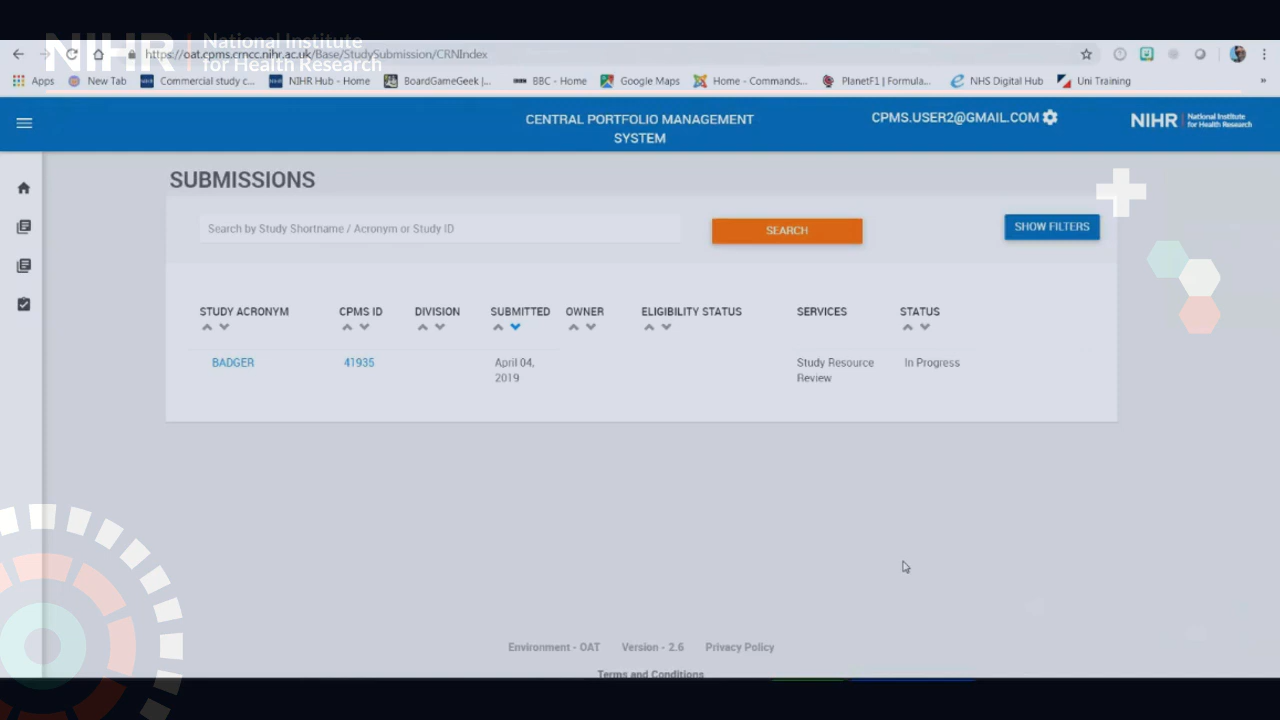 NIHR | National Institute
for Health Research
https://oat.cpms.crncc.nihr.ac.uk/Base/StudySubmission/CRNIndex
Apps New Tab Commercial study c... NIHR Hub - Home BoardGameGeek |... BBC - Home Google Maps Home - Commands... PlanetF1 | Formula... NHS Digital Hub Uni Training »
CENTRAL PORTFOLIO MANAGEMENT
SYSTEM
CPMS.USER2@GMAIL.COM
NIHR | National Institute
for Health Research
SUBMISSIONS
Search by Study Shortname / Acronym or Study ID
SEARCH
SHOW FILTERS
STUDY ACRONYM CPMS ID DIVISION SUBMITTED OWNER ELIGIBILITY STATUS SERVICES STATUS
BADGER 41935 April 04, Study Resource In Progress
2019 Review
Environment - OAT Version - 2.6 Privacy Policy
Terms and Conditions